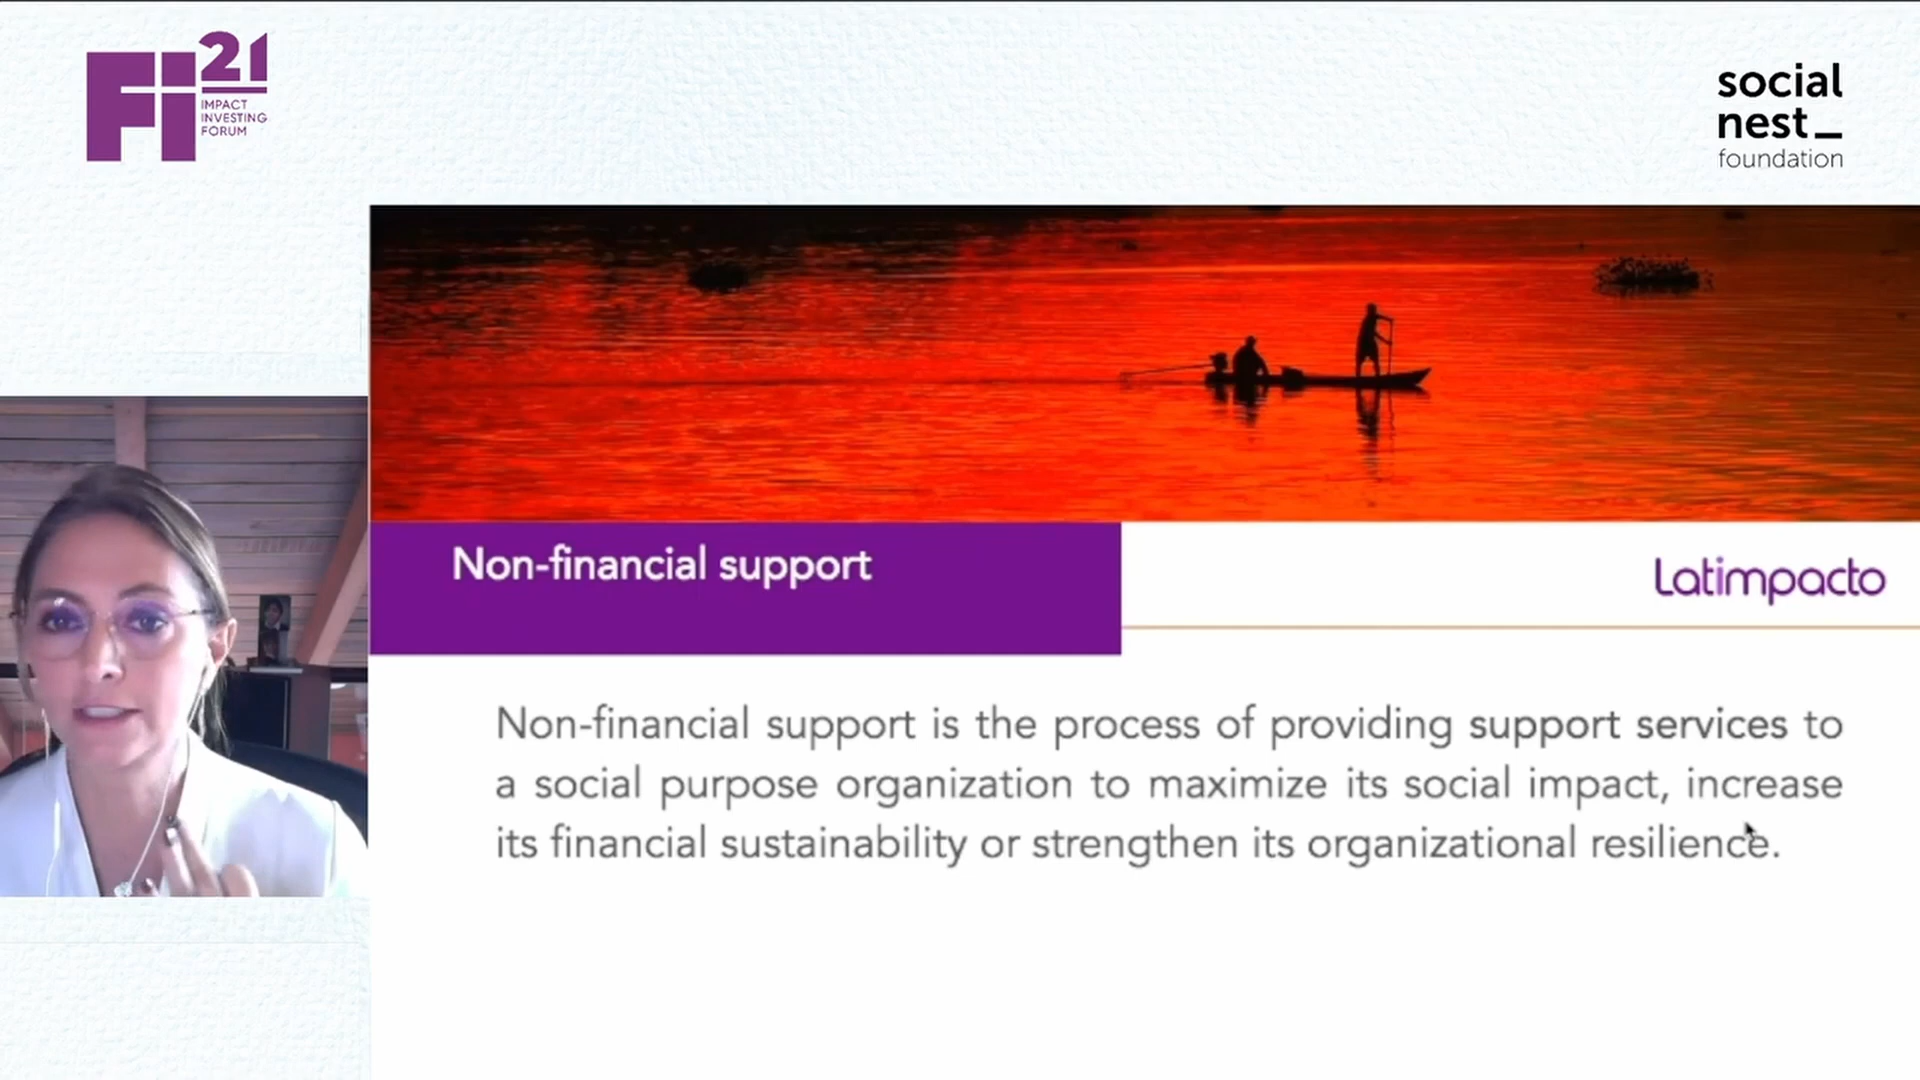 Fi21
IMPACT
INVESTING
FORUM
social
nest_
foundation
Non-financial support
Latimpacto
Non-financial support is the process of providing support services to
a social purpose organization to maximize its social impact, increase
its financial sustainability or strengthen its organizational resilience.